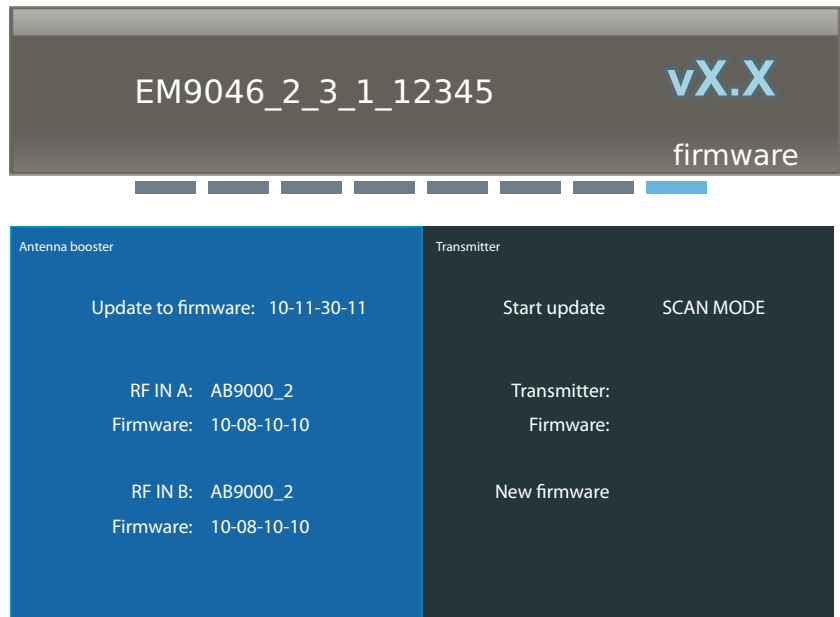 EM9046_2_3_1_12345
vX.X
firmware
Antenna booster
Update to firmware: 10-11-30-11
RF IN A: AB9000_2
Firmware: 10-08-10-10
RF IN B: AB9000_2
Firmware: 10-08-10-10
Transmitter
Start update SCAN MODE
Transmitter:
Firmware:
New firmware